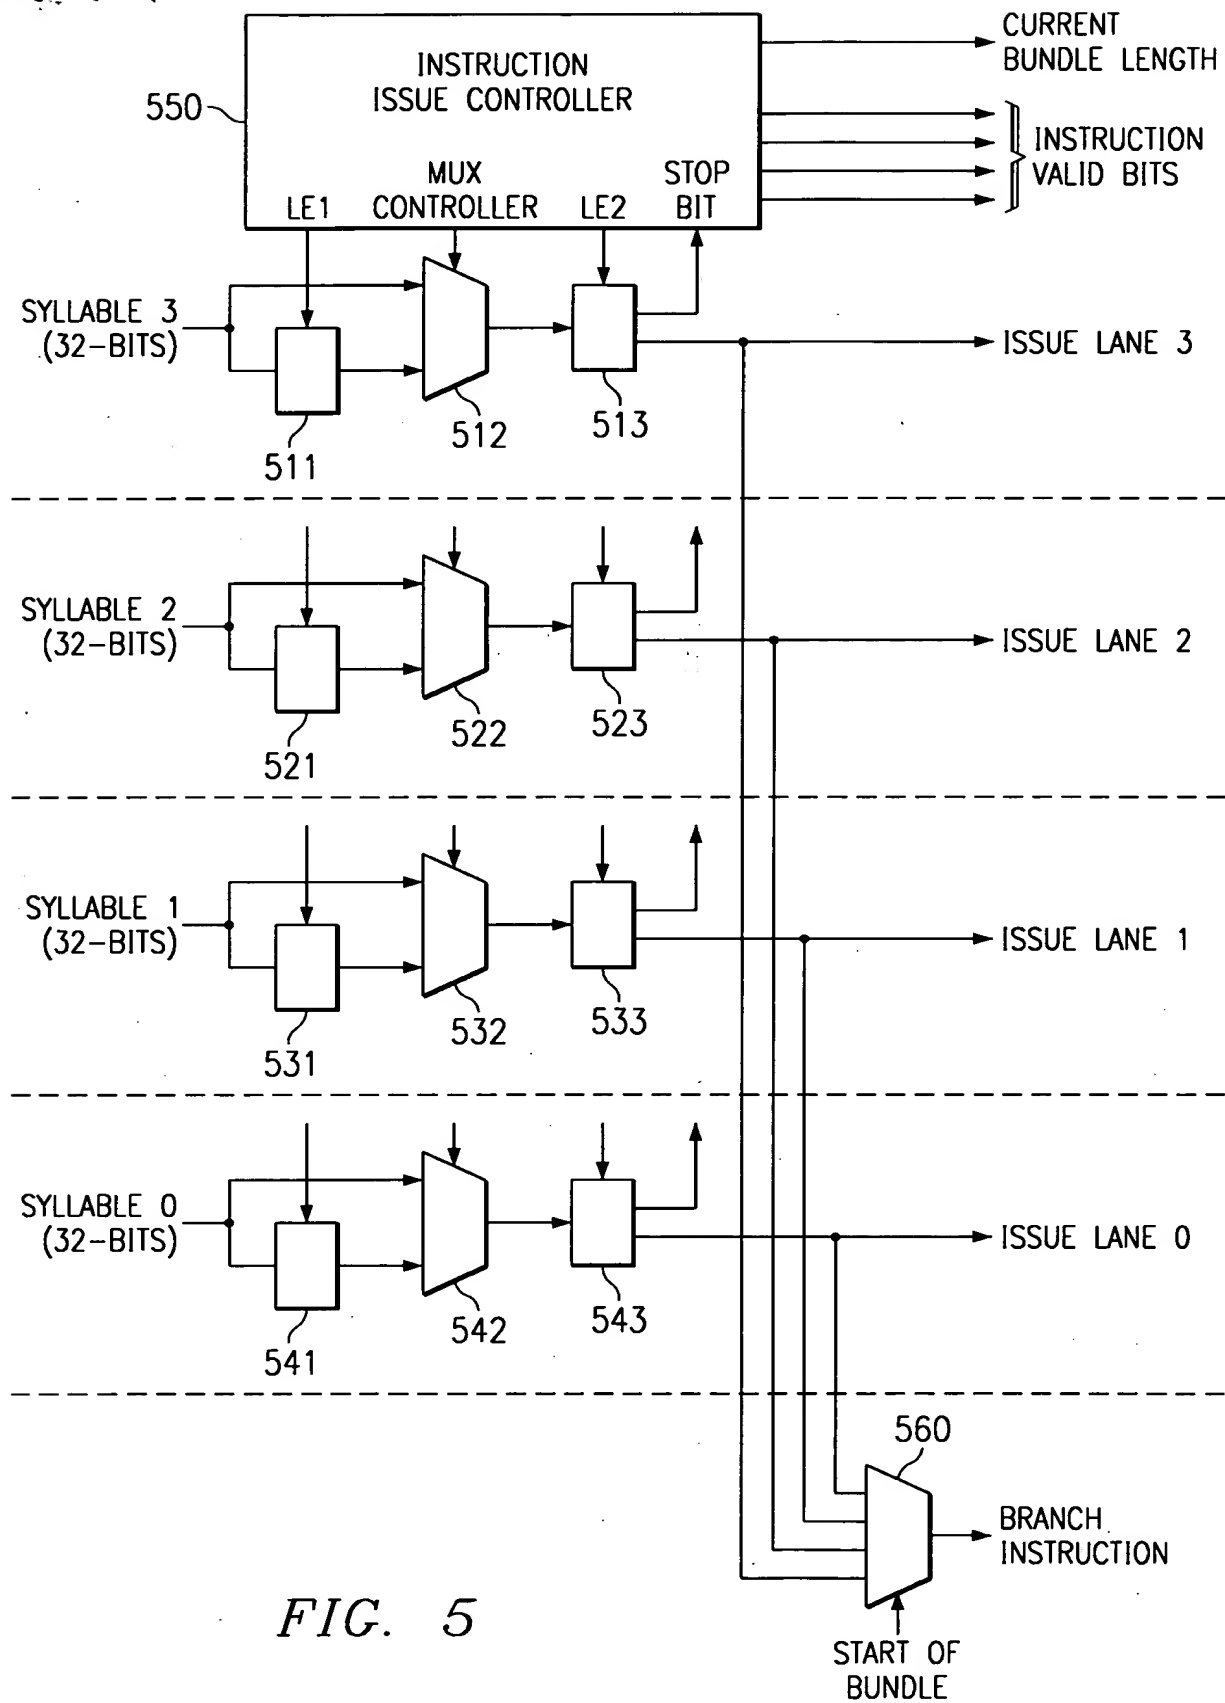 CURRENT
BUNDLE LENGTH
INSTRUCTION
ISSUE CONTROLLER
550
INSTRUCTION
VALID BITS
LE1
MUX
CONTROLLER
LE2
STOP
BIT
SYLLABLE 3
(32-BITS)
ISSUE LANE 3
511
512
513
SYLLABLE 2
(32-BITS)
ISSUE LANE 2
521
522
523
SYLLABLE 1
(32-BITS)
ISSUE LANE 1
531
532
533
SYLLABLE 0
(32-BITS)
ISSUE LANE 0
541
542
543
560
BRANCH
INSTRUCTION
START OF
BUNDLE
FIG. 5